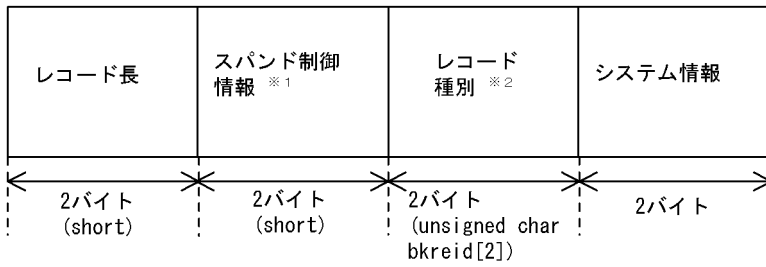 レコード長
スパンド制御
情報 ※1
レコード
種別 ※2
システム情報
2バイト
(short)
2バイト
(short)
2バイト
(unsigned char
bkreid[2])
2バイト